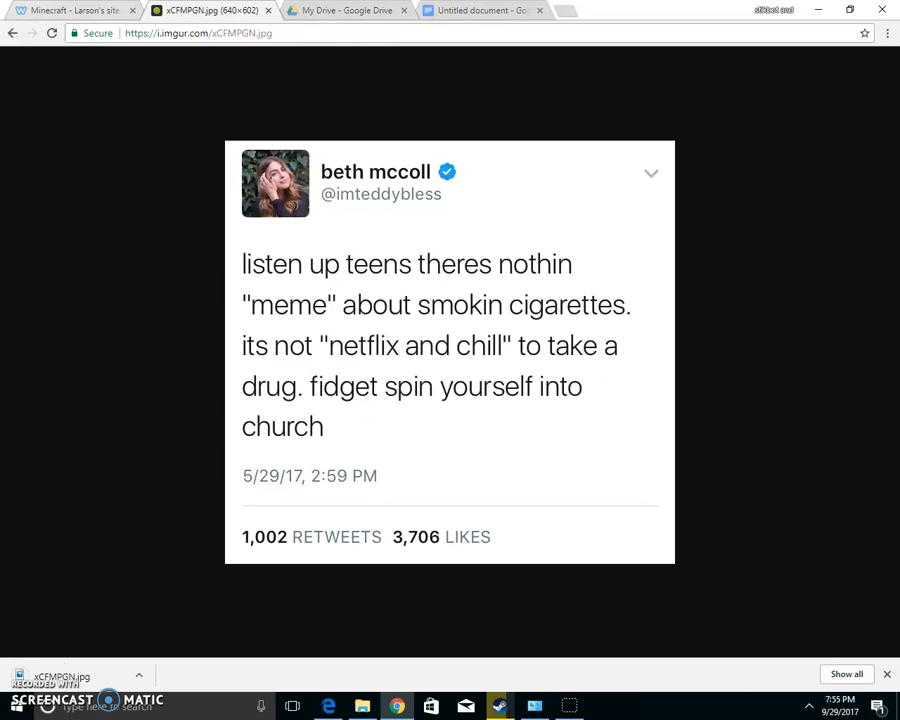 Minecraft - Larson's site
xCFMPGN.jpg (640×602)
My Drive - Google Drive
Untitled document - Go
stikbot and
Secure
https://i.imgur.com/xCFMPGN.jpg
beth mccoll
@imteddybless
listen up teens theres nothin
"meme" about smokin cigarettes.
its not "netflix and chill" to take a
drug. fidget spin yourself into
church
5/29/17, 2:59 PM
1,002 RETWEETS 3,706 LIKES
xCFMPGN.jpg
Show all
RECORDED WITH
SCREENCAST MATIC
Type here to search
7:55 PM
9/29/2017